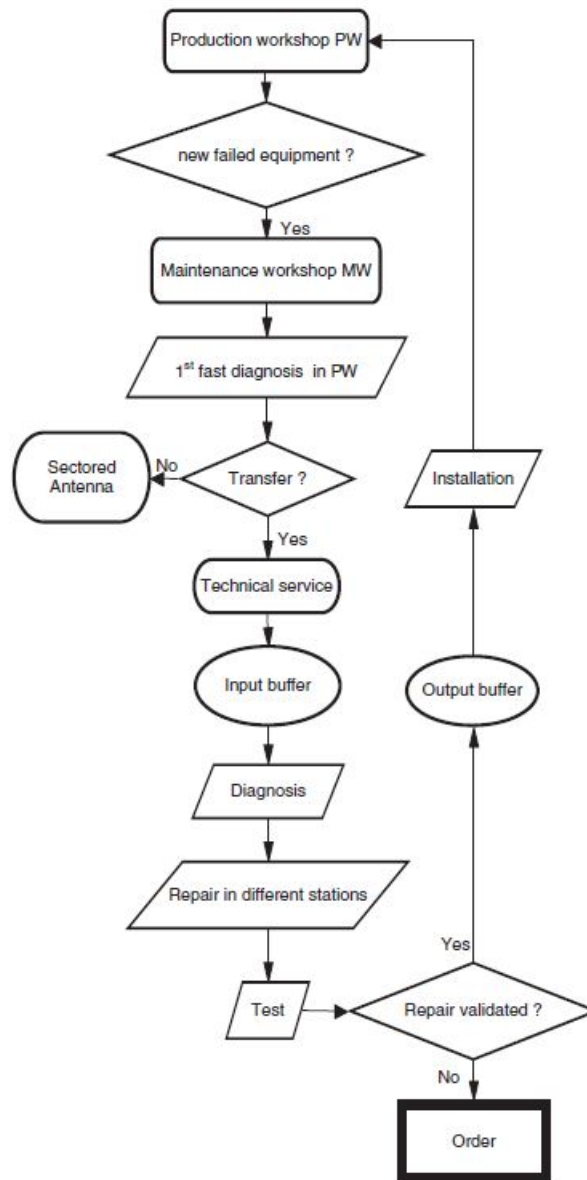 Production workshop PW
new failed equipment ?
Yes
Maintenance workshop MW
1st fast diagnosis in PW
Sectored
Antenna
No
Transfer ?
Installation
Yes
Technical service
Input buffer
Output buffer
Diagnosis
Repair in different stations
Yes
Test
Repair validated ?
No
Order